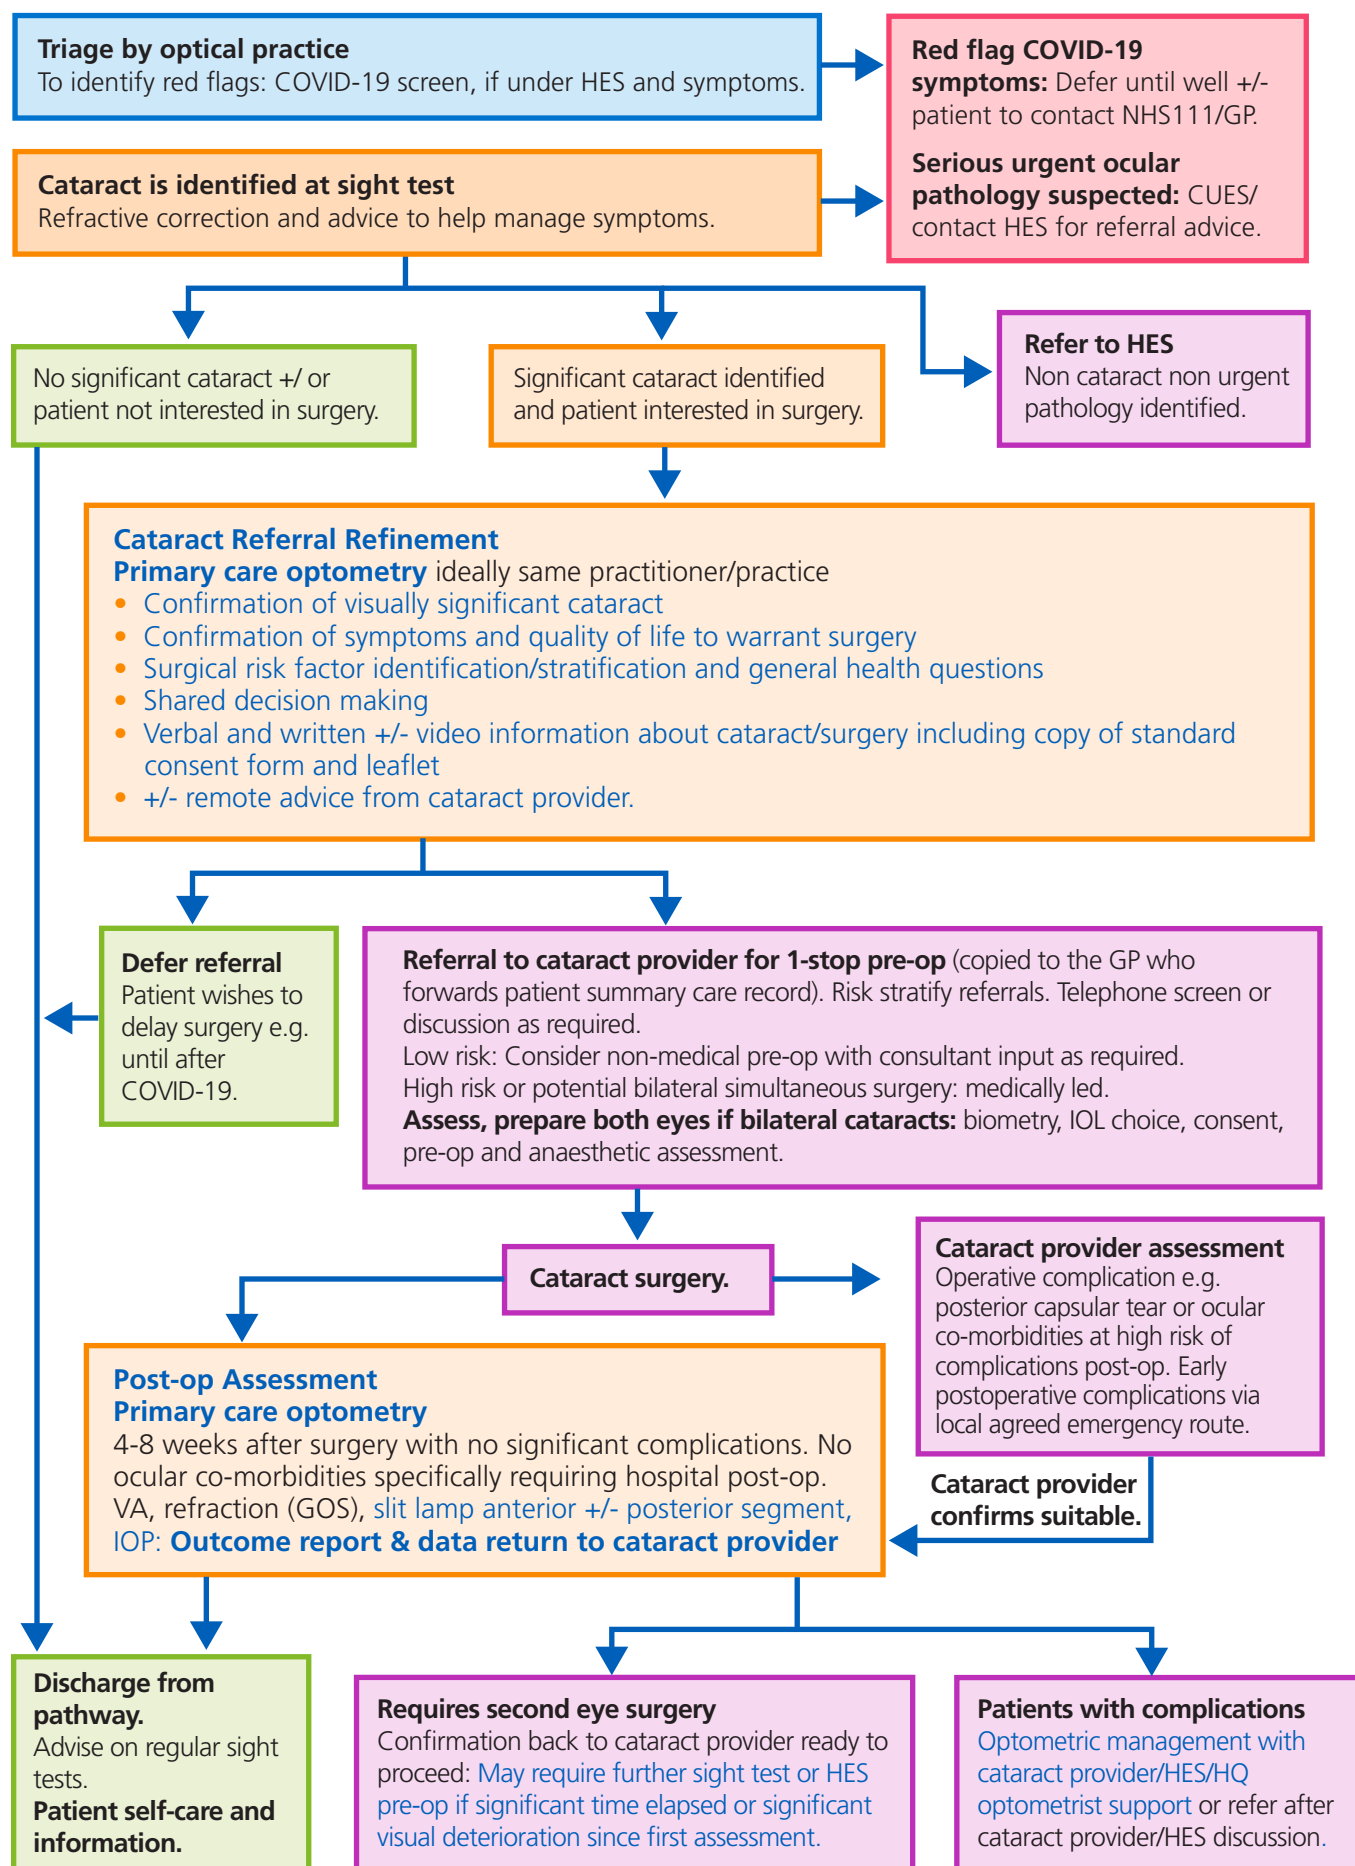 Triage by optical practice
To identify red flags: COVID-19 screen, if under HES and symptoms.
Red flag COVID-19
symptoms: Defer until well +/-
patient to contact NHS111/GP.
Serious urgent ocular
pathology suspected: CUES/
contact HES for referral advice.
Cataract is identified at sight test
Refractive correction and advice to help manage symptoms.
No significant cataract +/ or
patient not interested in surgery.
Significant cataract identified
and patient interested in surgery.
Refer to HES
Non cataract non urgent
pathology identified.
Cataract Referral Refinement
Primary care optometry ideally same practitioner/practice
• Confirmation of visually significant cataract
• Confirmation of symptoms and quality of life to warrant surgery
• Surgical risk factor identification/stratification and general health questions
• Shared decision making
• Verbal and written +/- video information about cataract/surgery including copy of standard
consent form and leaflet
• +/- remote advice from cataract provider.
Defer referral
Patient wishes to
delay surgery e.g.
until after
COVID-19.
Referral to cataract provider for 1-stop pre-op (copied to the GP who
forwards patient summary care record). Risk stratify referrals. Telephone screen or
discussion as required.
Low risk: Consider non-medical pre-op with consultant input as required.
High risk or potential bilateral simultaneous surgery: medically led.
Assess, prepare both eyes if bilateral cataracts: biometry, IOL choice, consent,
pre-op and anaesthetic assessment.
Cataract surgery.
Cataract provider assessment
Operative complication e.g.
posterior capsular tear or ocular
co-morbidities at high risk of
complications post-op. Early
postoperative complications via
local agreed emergency route.
Cataract provider
confirms suitable.
Post-op Assessment
Primary care optometry
4-8 weeks after surgery with no significant complications. No
ocular co-morbidities specifically requiring hospital post-op.
VA, refraction (GOS), slit lamp anterior +/- posterior segment,
IOP: Outcome report & data return to cataract provider
Discharge from
pathway.
Advise on regular sight
tests.
Patient self-care and
information.
Requires second eye surgery
Confirmation back to cataract provider ready to
proceed: May require further sight test or HES
pre-op if significant time elapsed or significant
visual deterioration since first assessment.
Patients with complications
Optometric management with
cataract provider/HES/HQ
optometrist support or refer after
cataract provider/HES discussion.